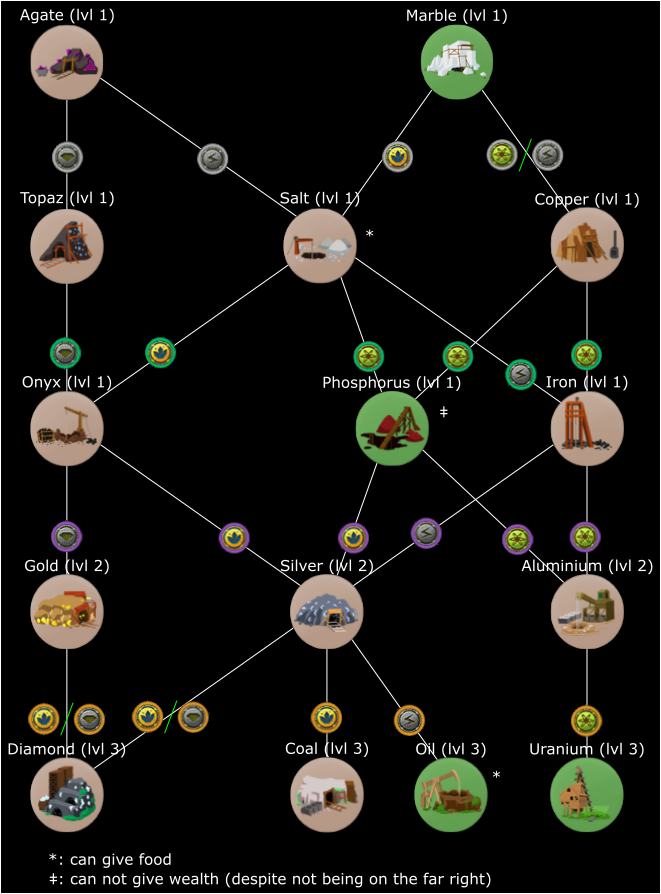 Agate (lvl 1)
Marble (lvl 1)
Topaz (lvl 1)
Salt (lvl 1)
*
Copper (lvl 1)
Onyx (lvl 1)
Phosphorus (lvl 1)
ǂ
Iron (lvl 1)
Gold (lvl 2)
Silver (lvl 2)
Aluminium (lvl 2)
Diamond (lvl 3)
Coal (lvl 3)
Oil (lvl 3)
*
Uranium (lvl 3)
*: can give food
ǂ: can not give wealth (despite not being on the far right)